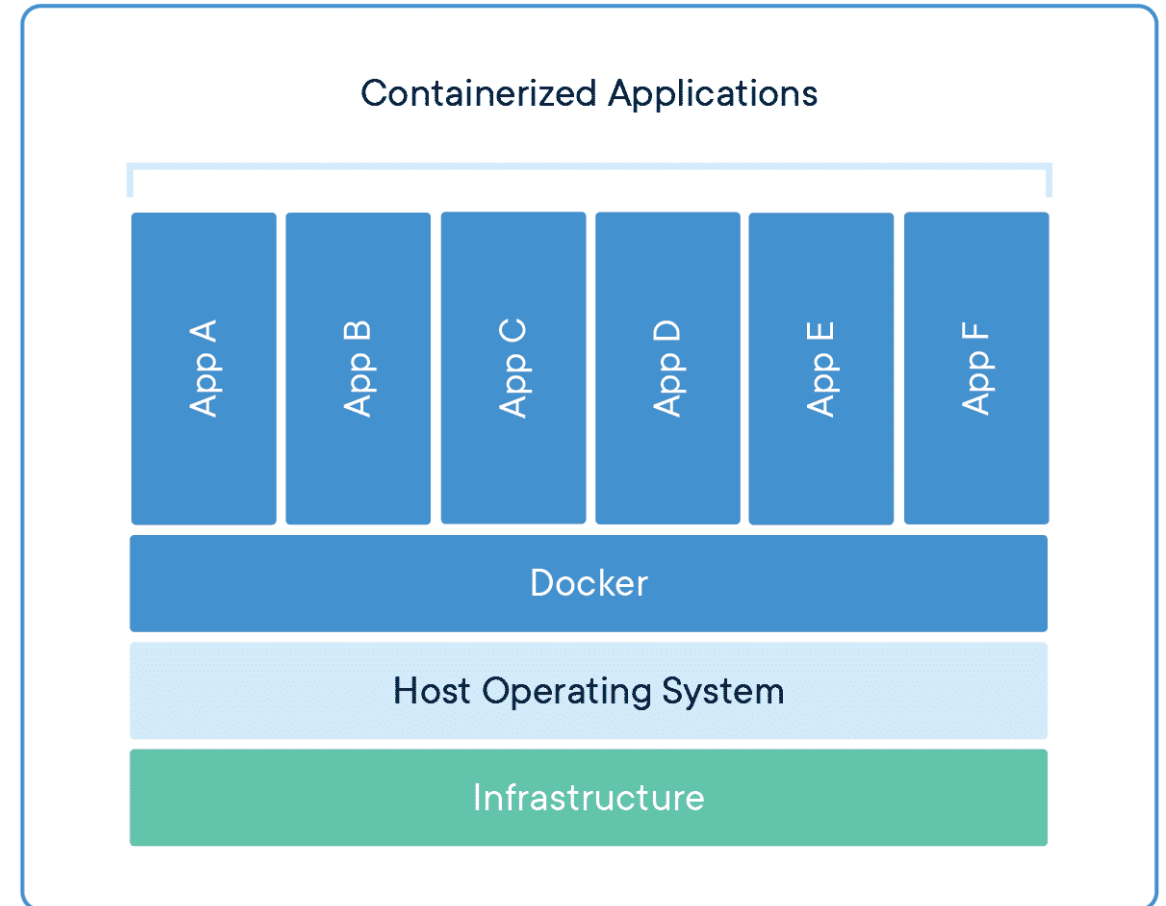 Containerized Applications
App A
App B
App C
App D
App E
App F
Docker
Host Operating System
Infrastructure